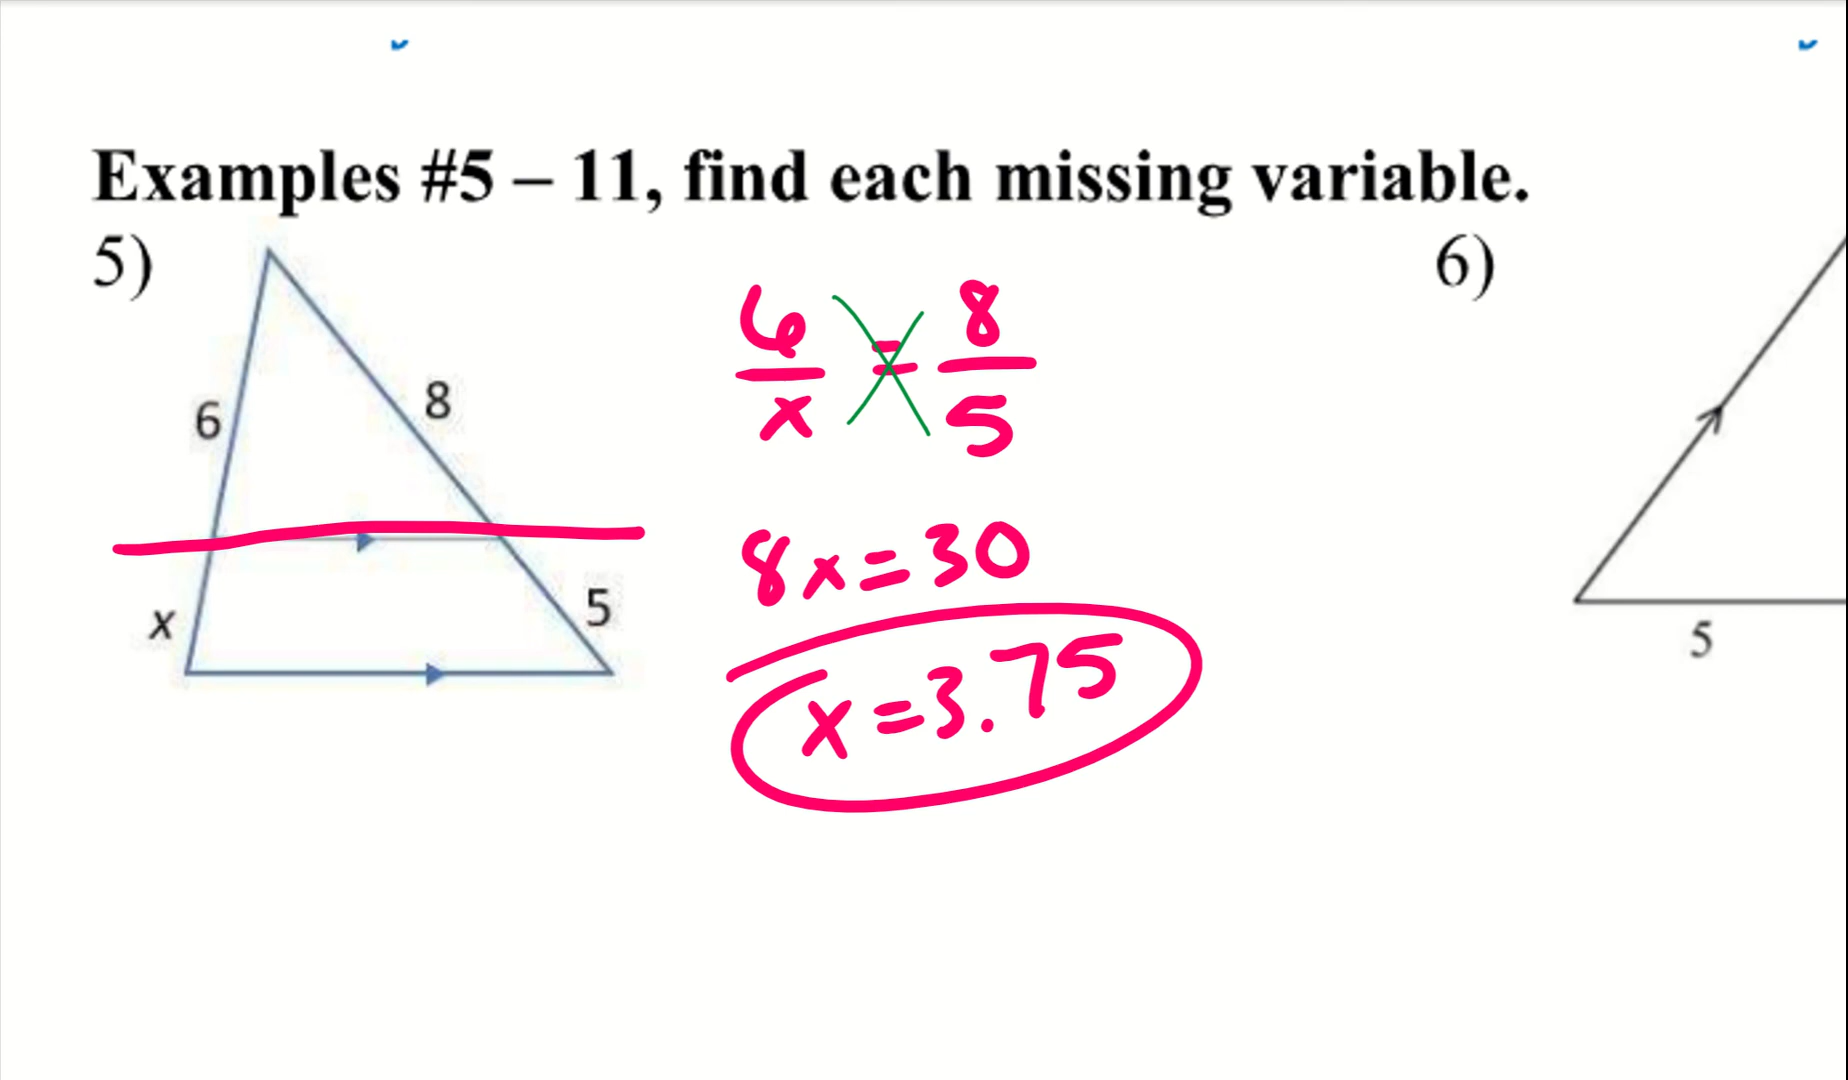 Examples #5 – 11, find each missing variable.
5)
6
8
x
5
6/x = 8/5
8x=30
x=3.75
6)
5